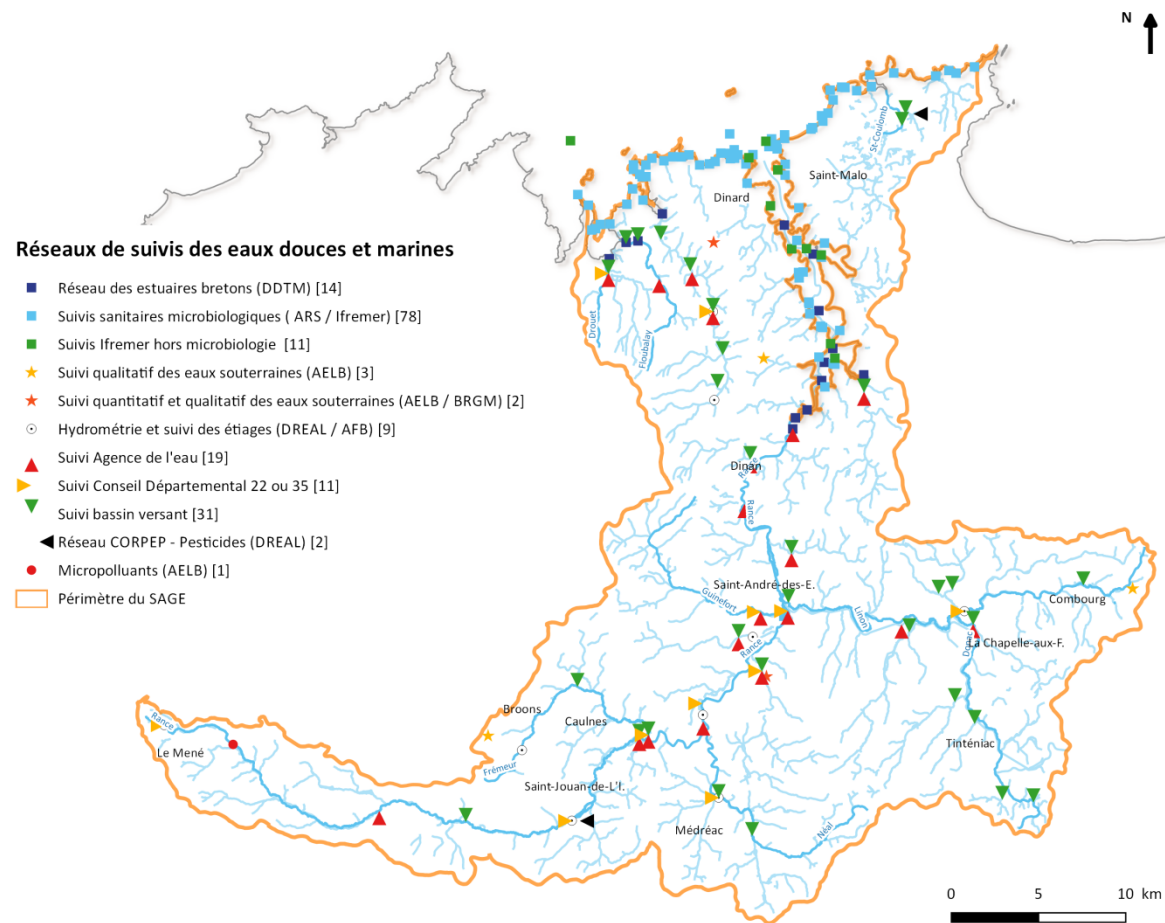 N
St-Coulomb
Saint-Malo
Dinard
Réseaux de suivis des eaux douces et marines
Réseau des estuaires bretons (DDTM) [14]
Suivis sanitaires microbiologiques ( ARS / Ifremer) [78]
Suivis Ifremer hors microbiologie [11]
Suivi qualitatif des eaux souterraines (AELB) [3]
Suivi quantitatif et qualitatif des eaux souterraines (AELB / BRGM) [2]
Hydrométrie et suivi des étiages (DREAL / AFB) [9]
Suivi Agence de l'eau [19]
Suivi Conseil Départemental 22 ou 35 [11]
Suivi bassin versant [31]
Réseau CORPEP - Pesticides (DREAL) [2]
Micropolluants (AELB) [1]
Périmètre du SAGE
Drouet
Floubalay
Dinan
Rance
Rance
Saint-André-des-E.
Guinefort
Linon
Combourg
Donac
La Chapelle-aux-F.
Rance
Broons
Caulnes
Rance
Le Mené
Tinténiac
Frémeur
Saint-Jouan-de-L'I.
Médréac
Néal
0 5 10 km